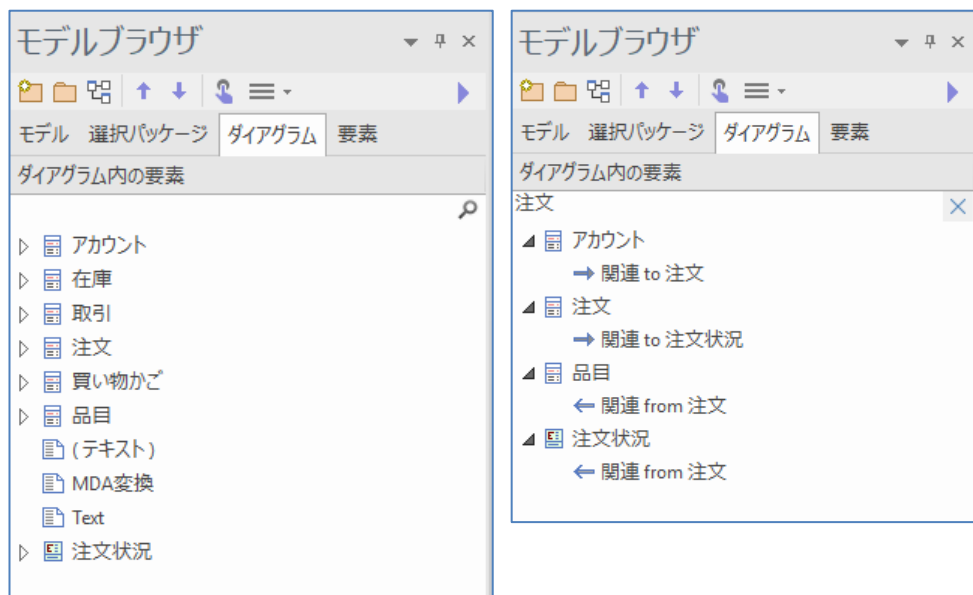 モデルブラウザ
モデル 選択パッケージ ダイアグラム 要素
ダイアグラム内の要素
アカウント
在庫
取引
注文
買い物かご
品目
(テキスト)
MDA変換
Text
注文状況
モデルブラウザ
モデル 選択パッケージ ダイアグラム 要素
ダイアグラム内の要素
注文
アカウント
関連 to 注文
注文
関連 to 注文状況
品目
関連 from 注文
注文状況
関連 from 注文